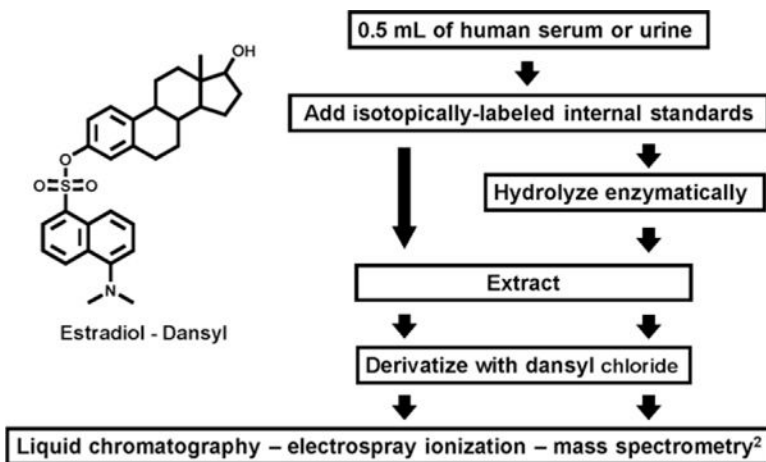 0.5 mL of human serum or urine
OH
Add isotopically-labeled internal standards
O
O=S=O
Hydrolyze enzymatically
N
Extract
Estradiol - Dansyl
Derivatize with dansyl chloride
Liquid chromatography – electrospray ionization – mass spectrometry²